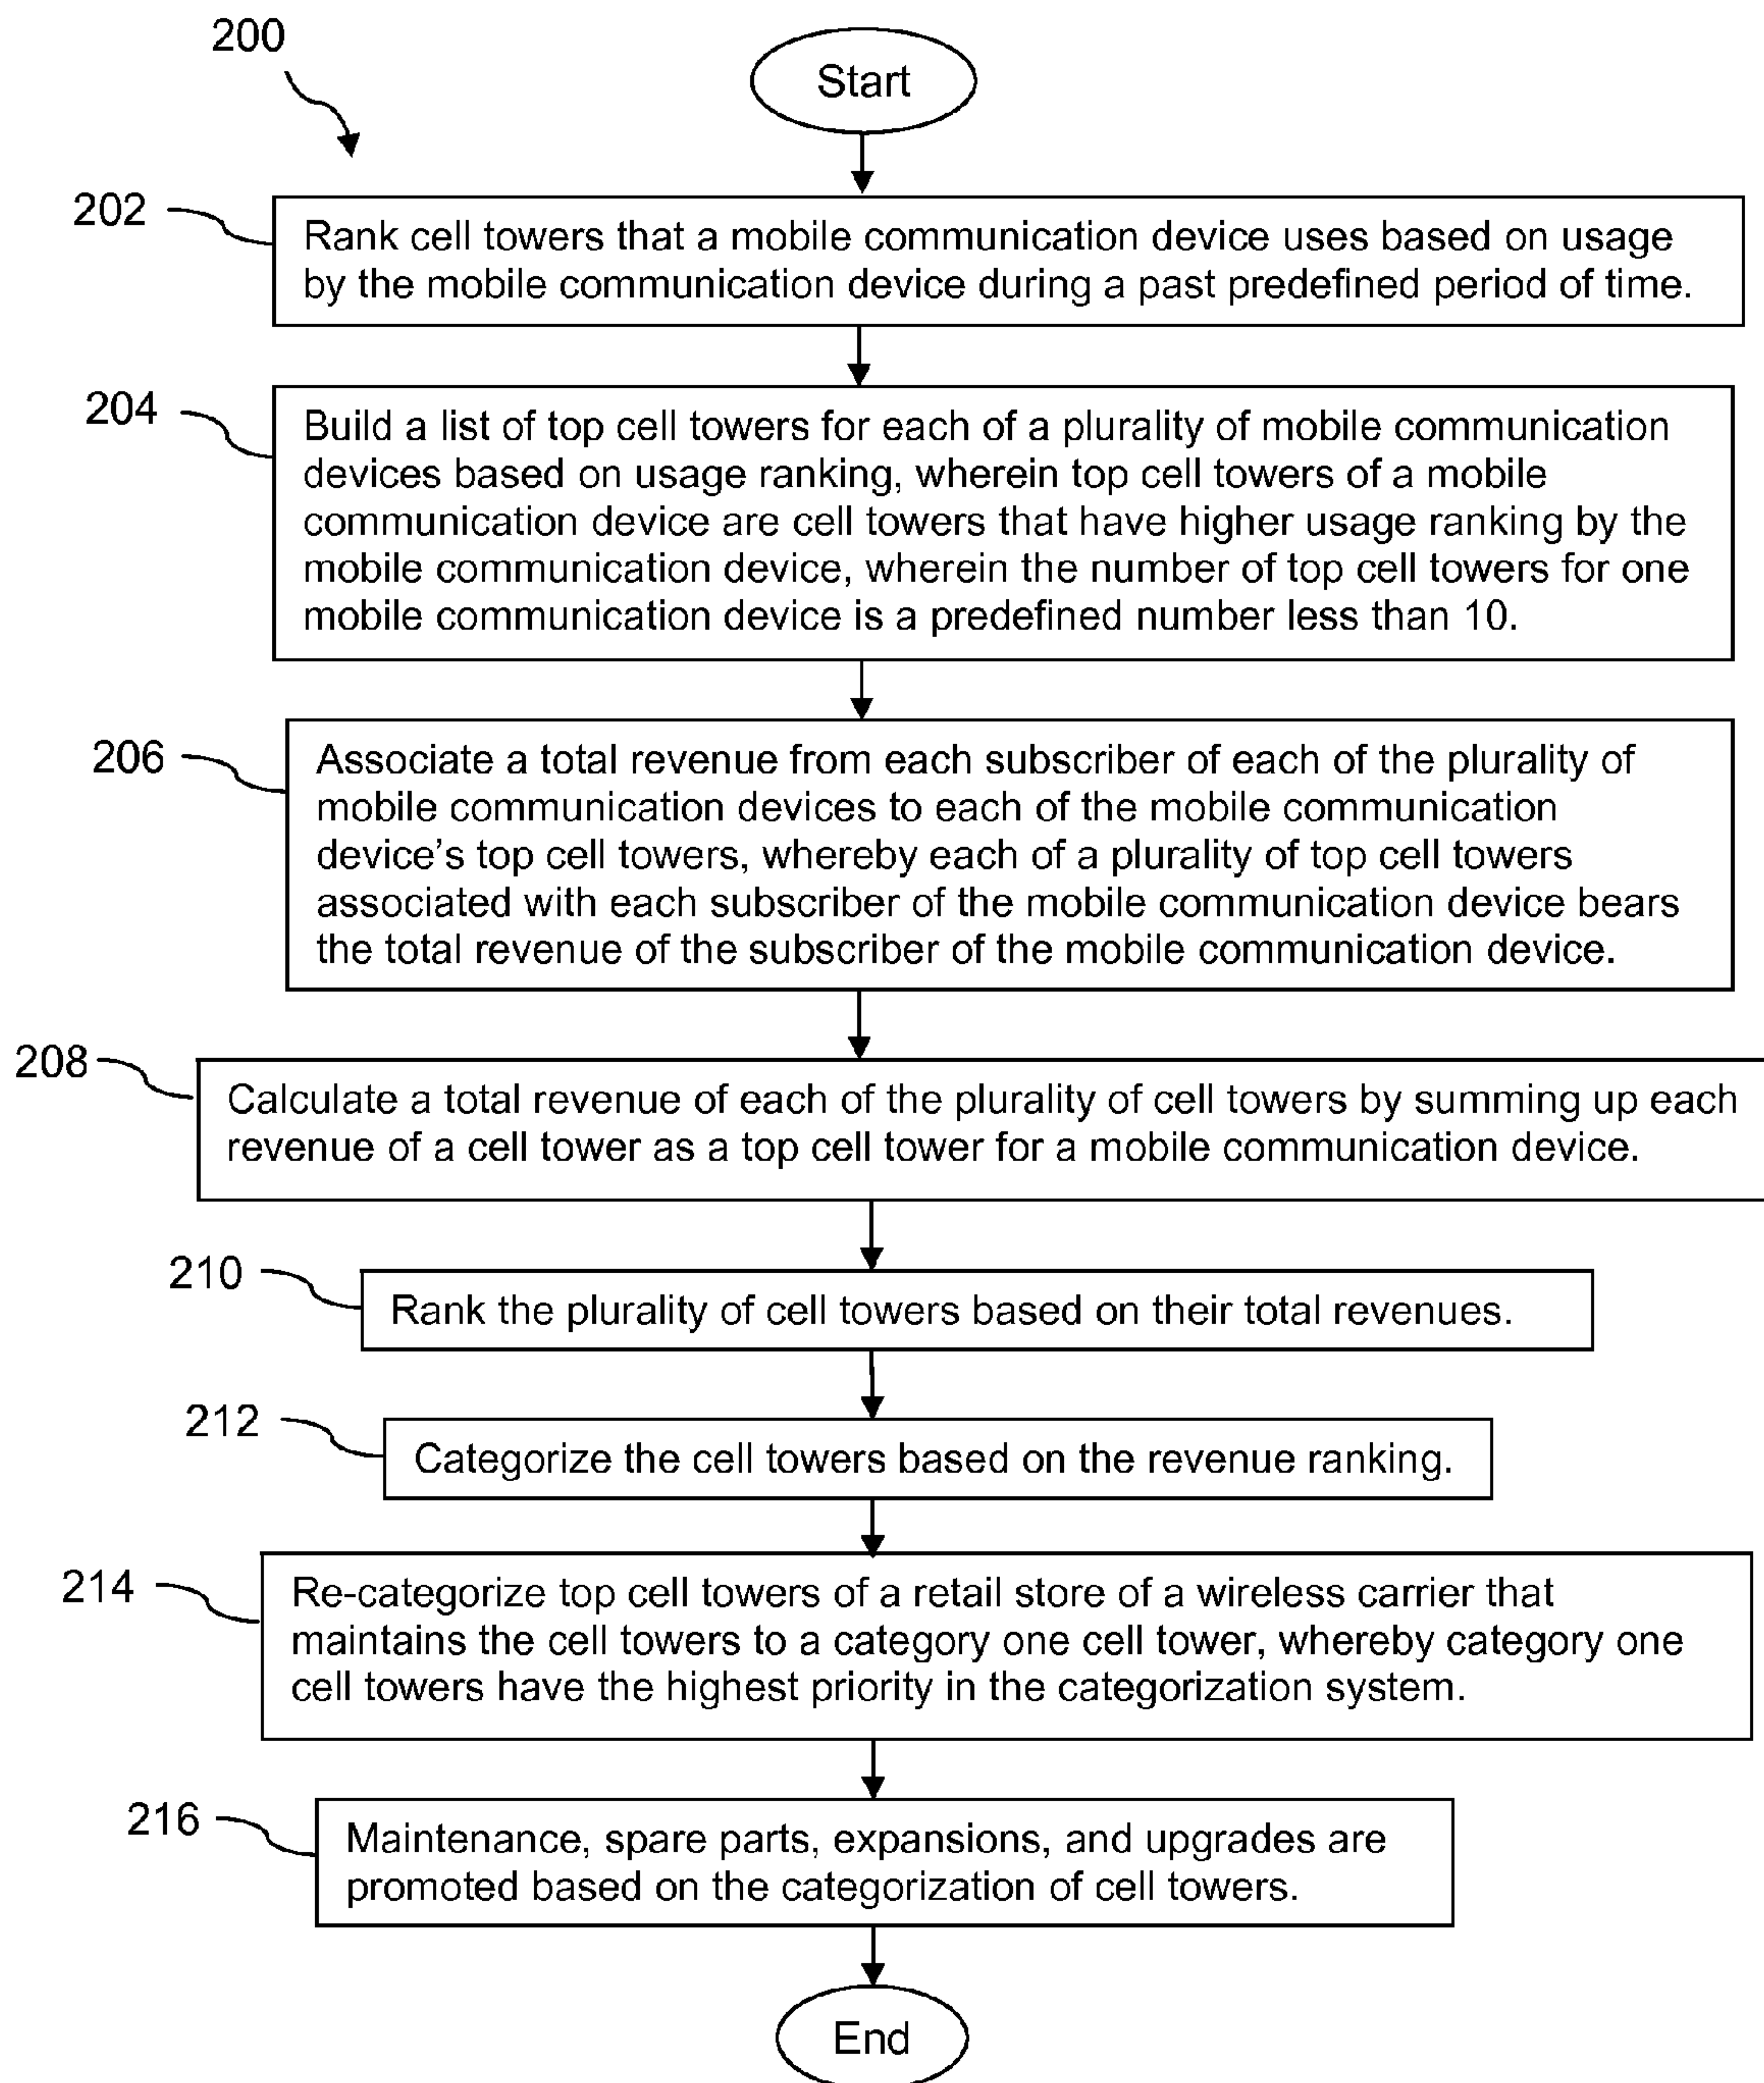 200
Start
202
Rank cell towers that a mobile communication device uses based on usage
by the mobile communication device during a past predefined period of time.
204
Build a list of top cell towers for each of a plurality of mobile communication
devices based on usage ranking, wherein top cell towers of a mobile
communication device are cell towers that have higher usage ranking by the
mobile communication device, wherein the number of top cell towers for one
mobile communication device is a predefined number less than 10.
206
Associate a total revenue from each subscriber of each of the plurality of
mobile communication devices to each of the mobile communication
device's top cell towers, whereby each of a plurality of top cell towers
associated with each subscriber of the mobile communication device bears
the total revenue of the subscriber of the mobile communication device.
208
Calculate a total revenue of each of the plurality of cell towers by summing up each
revenue of a cell tower as a top cell tower for a mobile communication device.
210
Rank the plurality of cell towers based on their total revenues.
212
Categorize the cell towers based on the revenue ranking.
214
Re-categorize top cell towers of a retail store of a wireless carrier that
maintains the cell towers to a category one cell tower, whereby category one
cell towers have the highest priority in the categorization system.
216
Maintenance, spare parts, expansions, and upgrades are
promoted based on the categorization of cell towers.
End